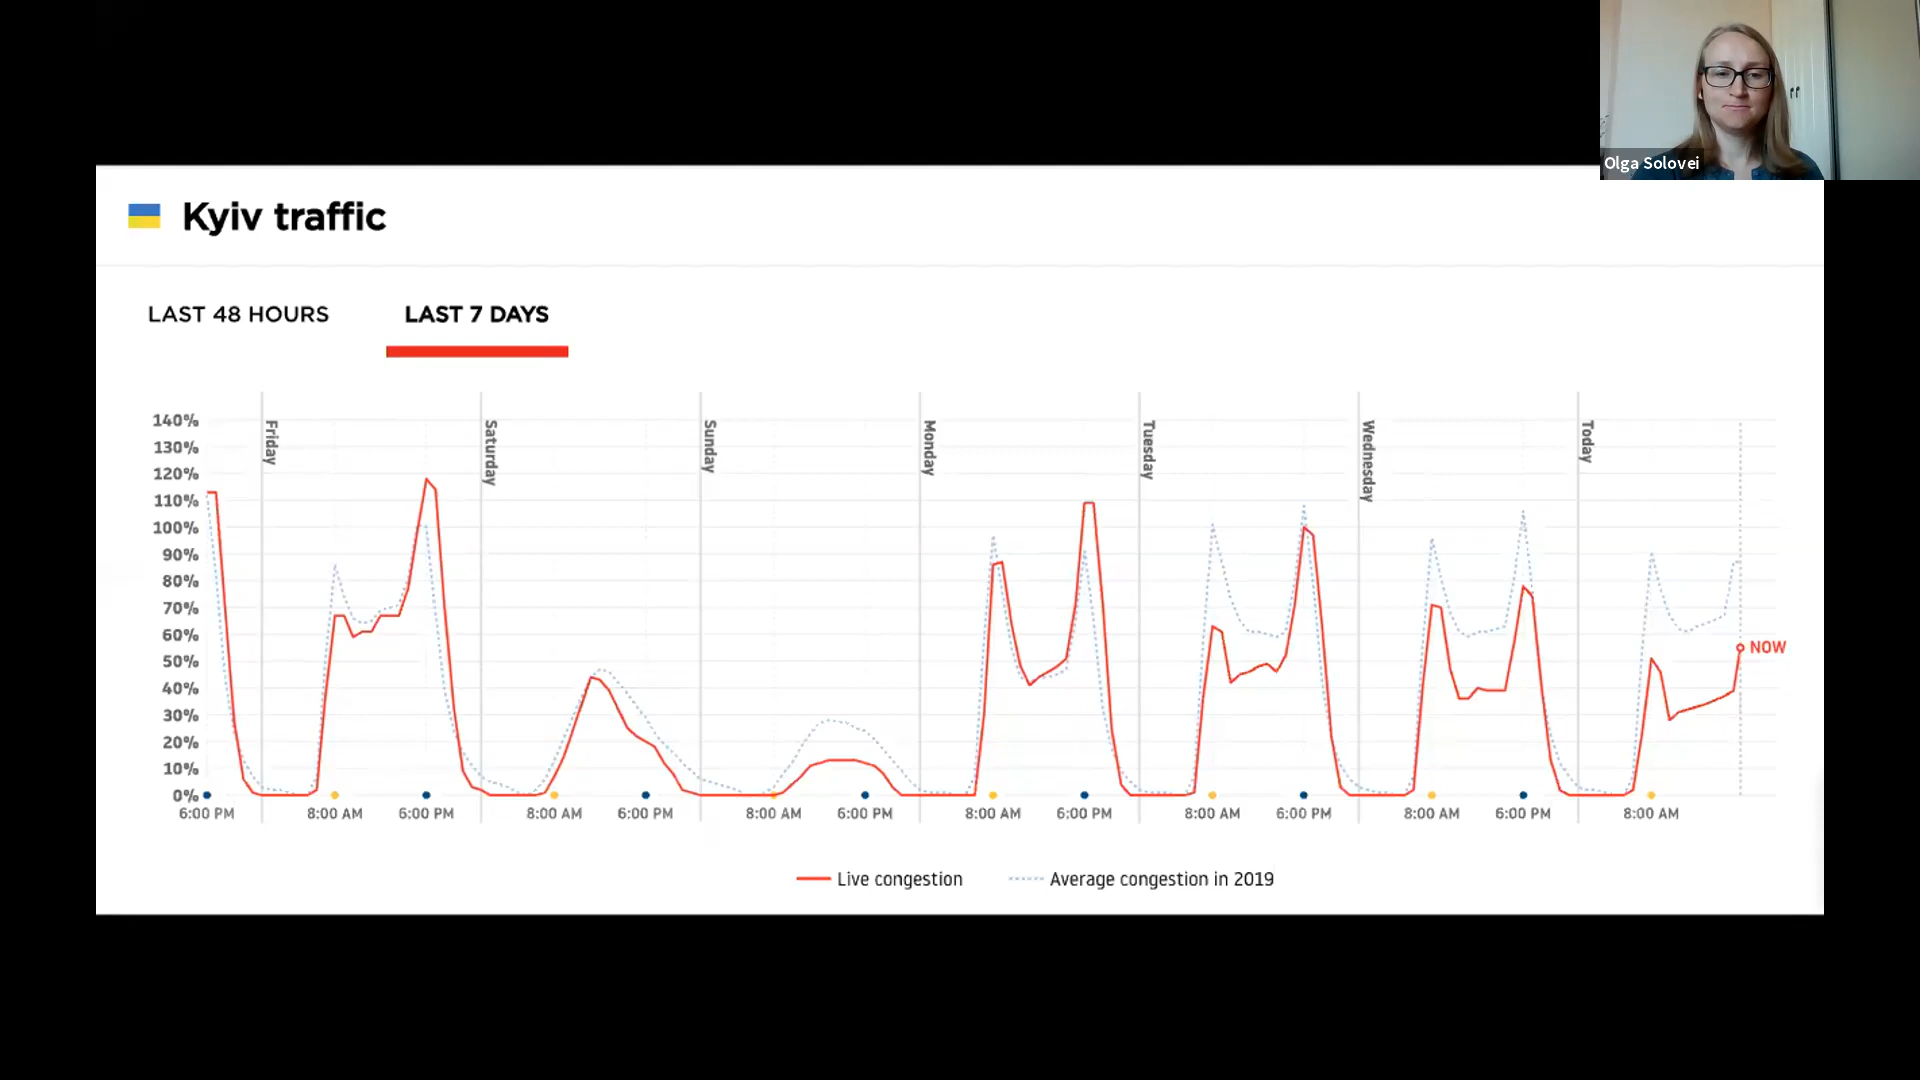 Olga Solovei
Kyiv traffic
LAST 48 HOURS LAST 7 DAYS
140%
130%
120%
110%
100%
90%
80%
70%
60%
50%
40%
30%
20%
10%
0%
Friday
Saturday
Sunday
Monday
Tuesday
Wednesday
Today
NOW
6:00 PM 8:00 AM 6:00 PM 8:00 AM 6:00 PM 8:00 AM 6:00 PM 8:00 AM 6:00 PM 8:00 AM 6:00 PM 8:00 AM 6:00 PM 8:00 AM
Live congestion Average congestion in 2019